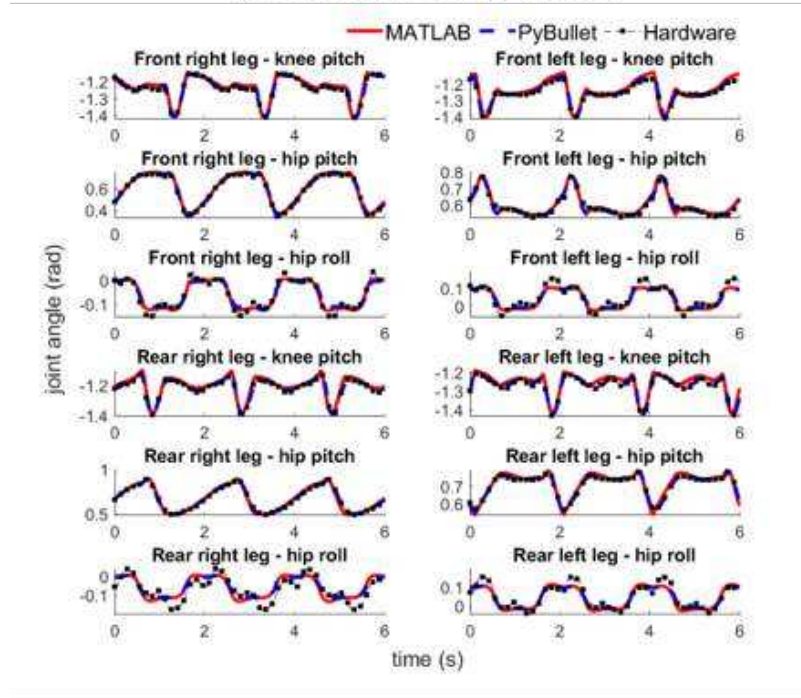 MATLAB PyBullet Hardware
Front right leg - knee pitch
-1.2
-1.3
-1.4
0 2 4 6
Front left leg - knee pitch
-1.2
-1.3
-1.4
0 2 4 6
Front right leg - hip pitch
0.6
0.4
0 2 4 6
Front left leg - hip pitch
0.8
0.7
0.6
0 2 4 6
Front right leg - hip roll
0
-0.1
0 2 4 6
Front left leg - hip roll
0.1
0
0 2 4 6
Rear right leg - knee pitch
-1.2
-1.4
0 2 4 6
Rear left leg - knee pitch
-1.2
-1.3
-1.4
0 2 4 6
Rear right leg - hip pitch
1
0.5
0 2 4 6
Rear left leg - hip pitch
0.7
0.6
0 2 4 6
Rear right leg - hip roll
0
-0.1
0 2 4 6
Rear left leg - hip roll
0.1
0
0 2 4 6
joint angle (rad)
time (s)